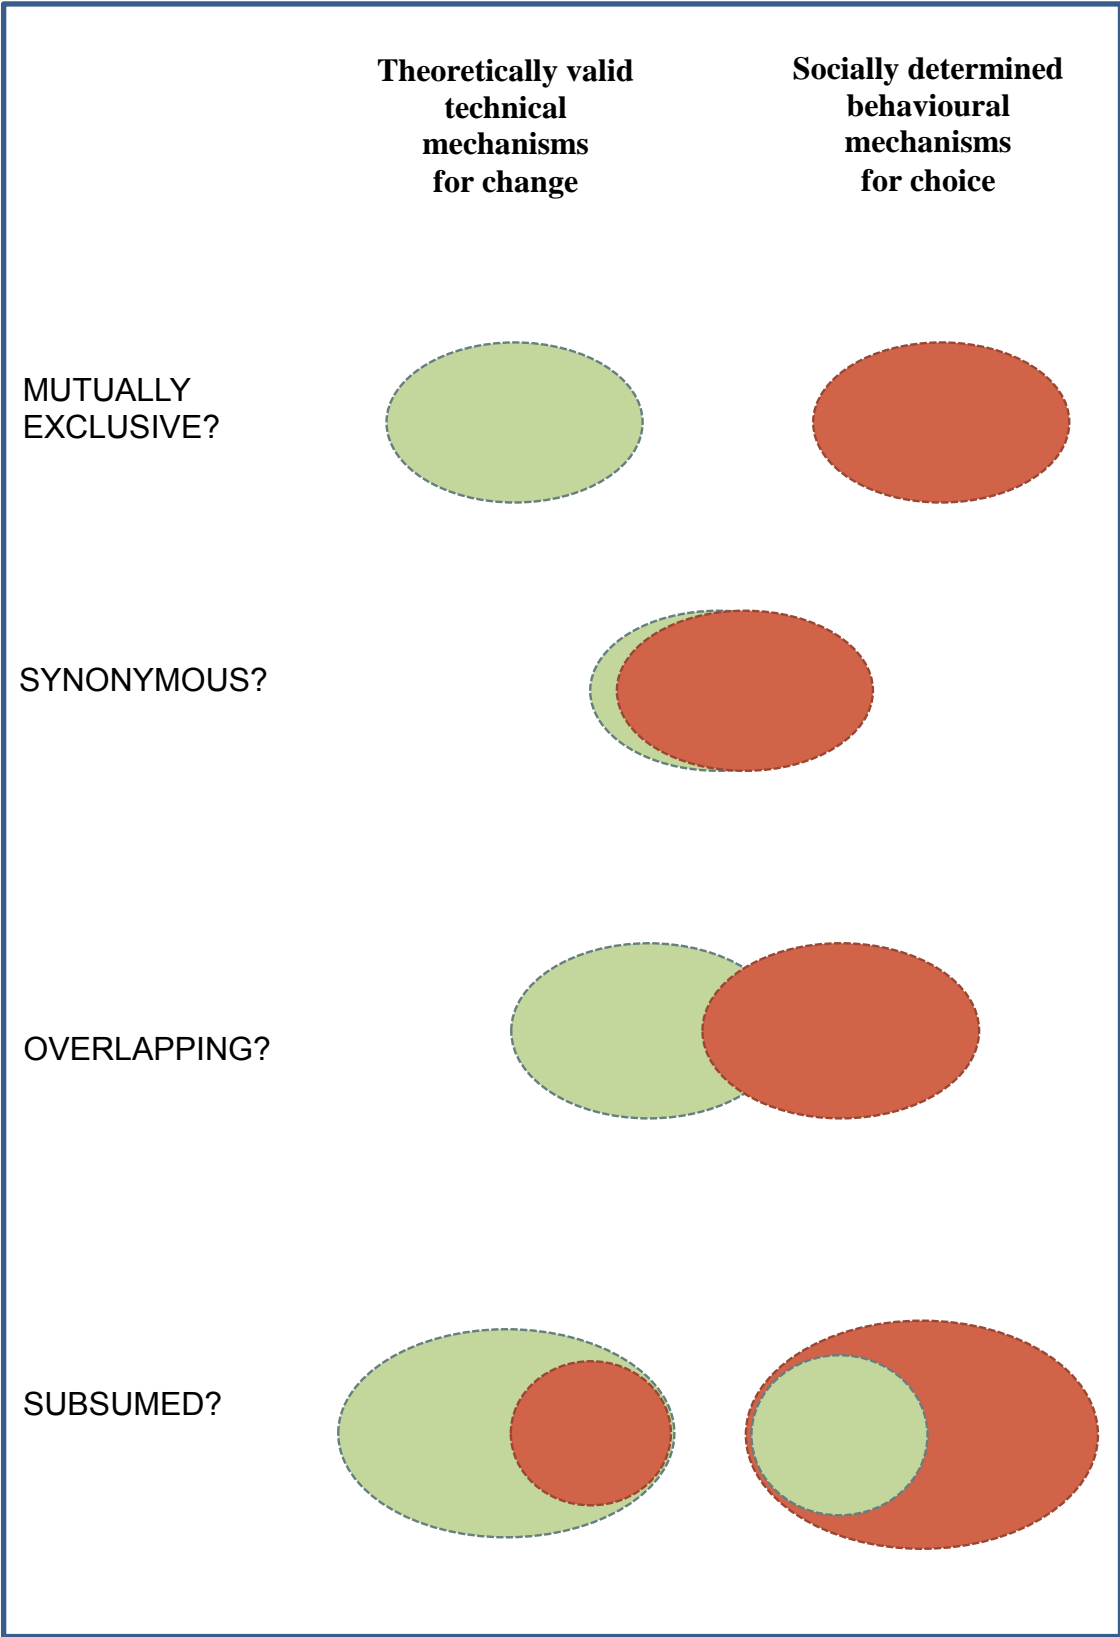 Theoretically valid
technical
mechanisms
for change
Socially determined
behavioural
mechanisms
for choice
MUTUALLY
EXCLUSIVE?
SYNONYMOUS?
OVERLAPPING?
SUBSUMED?